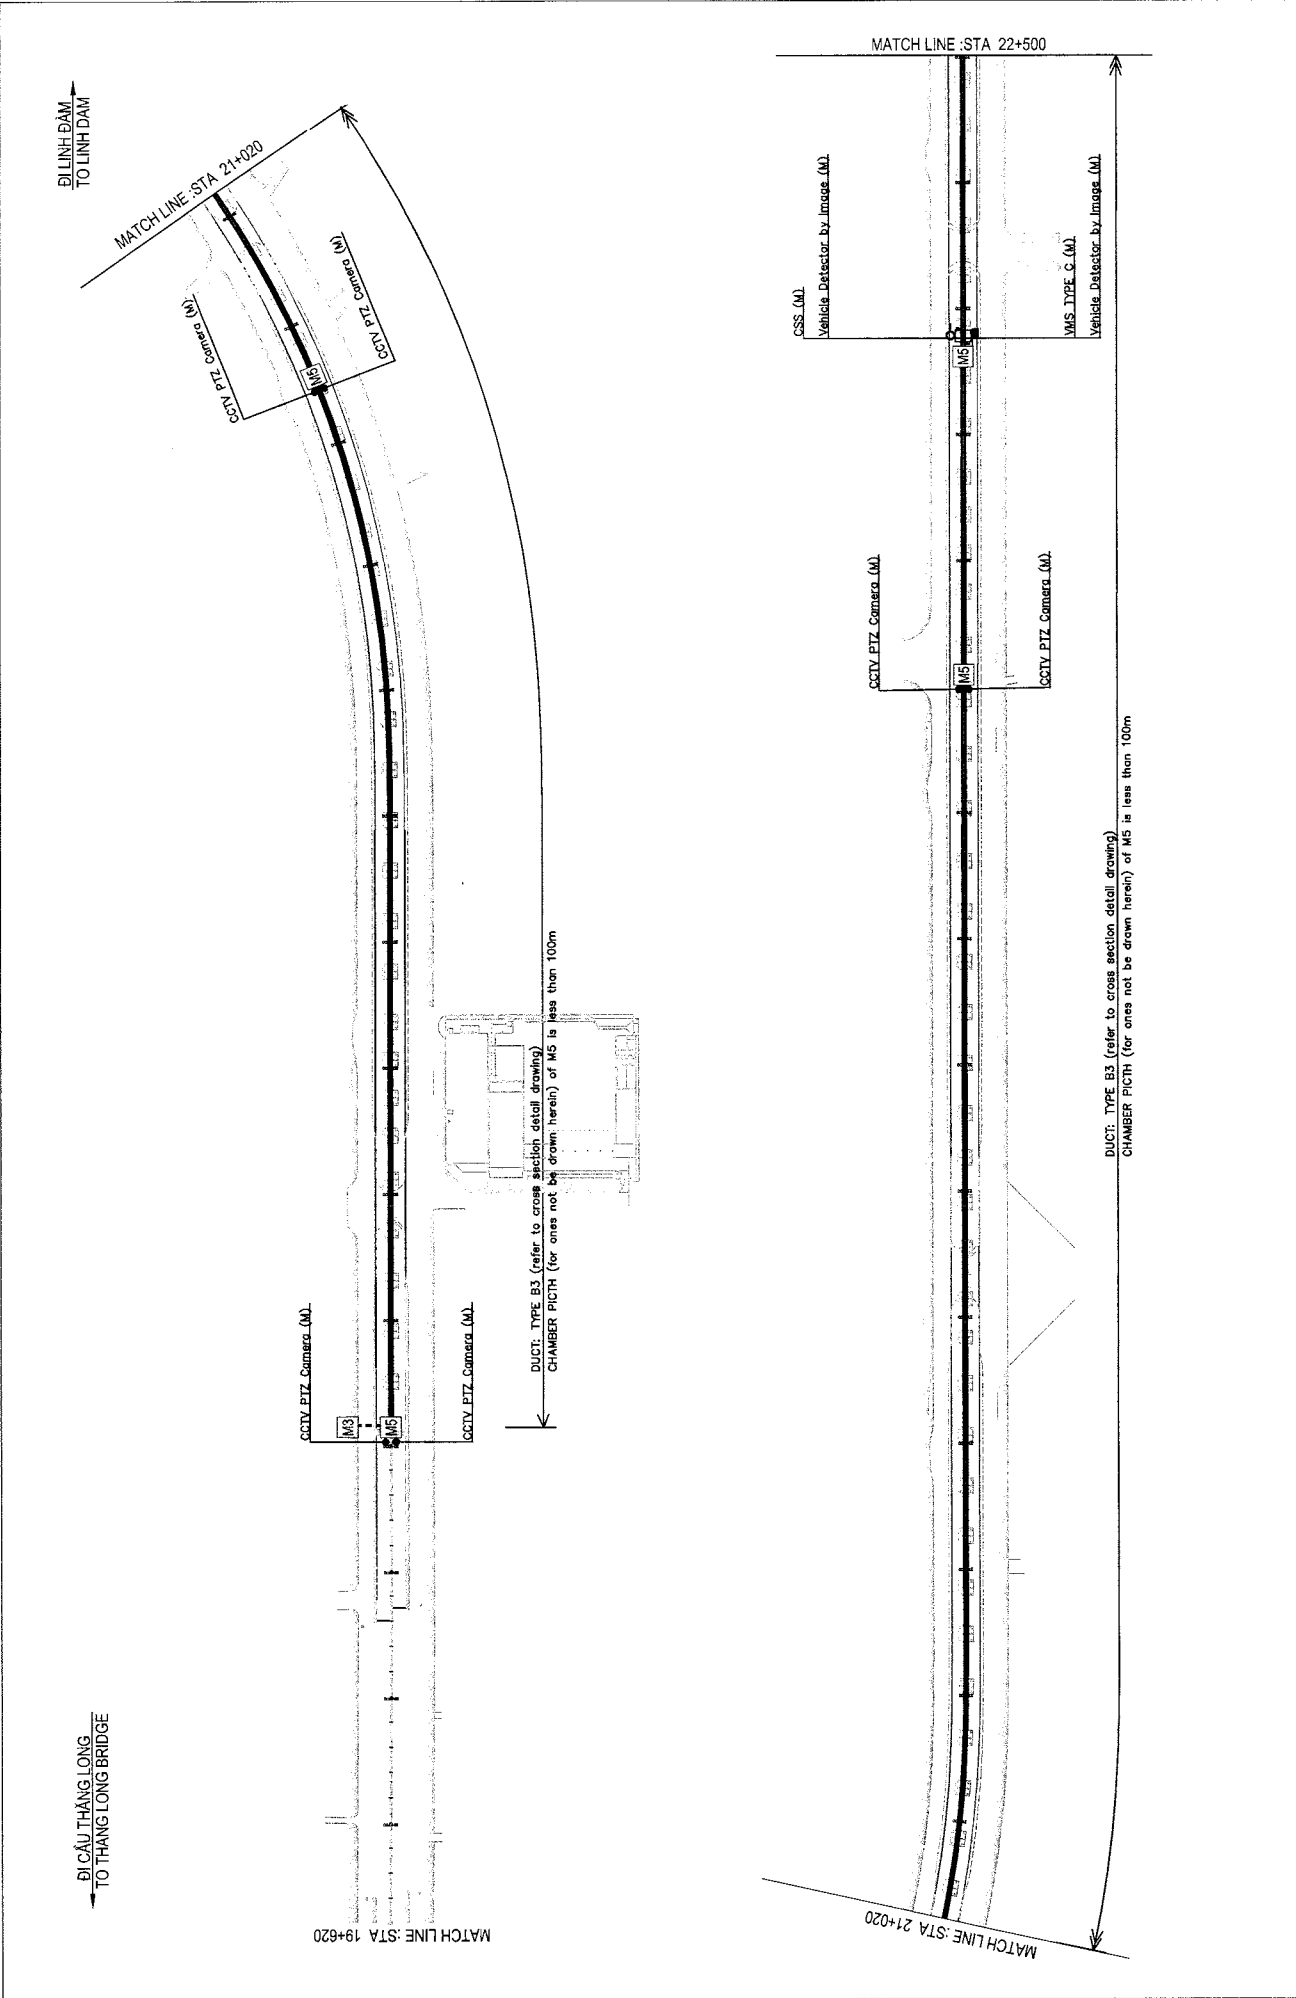 ĐI LINH ĐÀM
TO LINH DAM
ĐI CẦU THĂNG LONG
TO THANG LONG BRIDGE
MATCH LINE :STA 21+020
CCTV PTZ Camera (M)
M5
CCTV PTZ Camera (M)
CCTV PTZ Camera (M)
M3
M5
CCTV PTZ Camera (M)
DUCT: TYPE B3 (refer to cross section detail drawing)
CHAMBER PICTH (for ones not be drawn herein) of M5 is less than 100m
MATCH LINE :STA 19+620
MATCH LINE :STA 22+500
CSS (M)
Vehicle Detector by Image (M)
M5
VMS TYPE C (M)
Vehicle Detector by Image (M)
CCTV PTZ Camera (M)
M5
CCTV PTZ Camera (M)
DUCT: TYPE B3 (refer to cross section detail drawing)
CHAMBER PICTH (for ones not be drawn herein) of M5 is less than 100m
MATCH LINE :STA 21+020